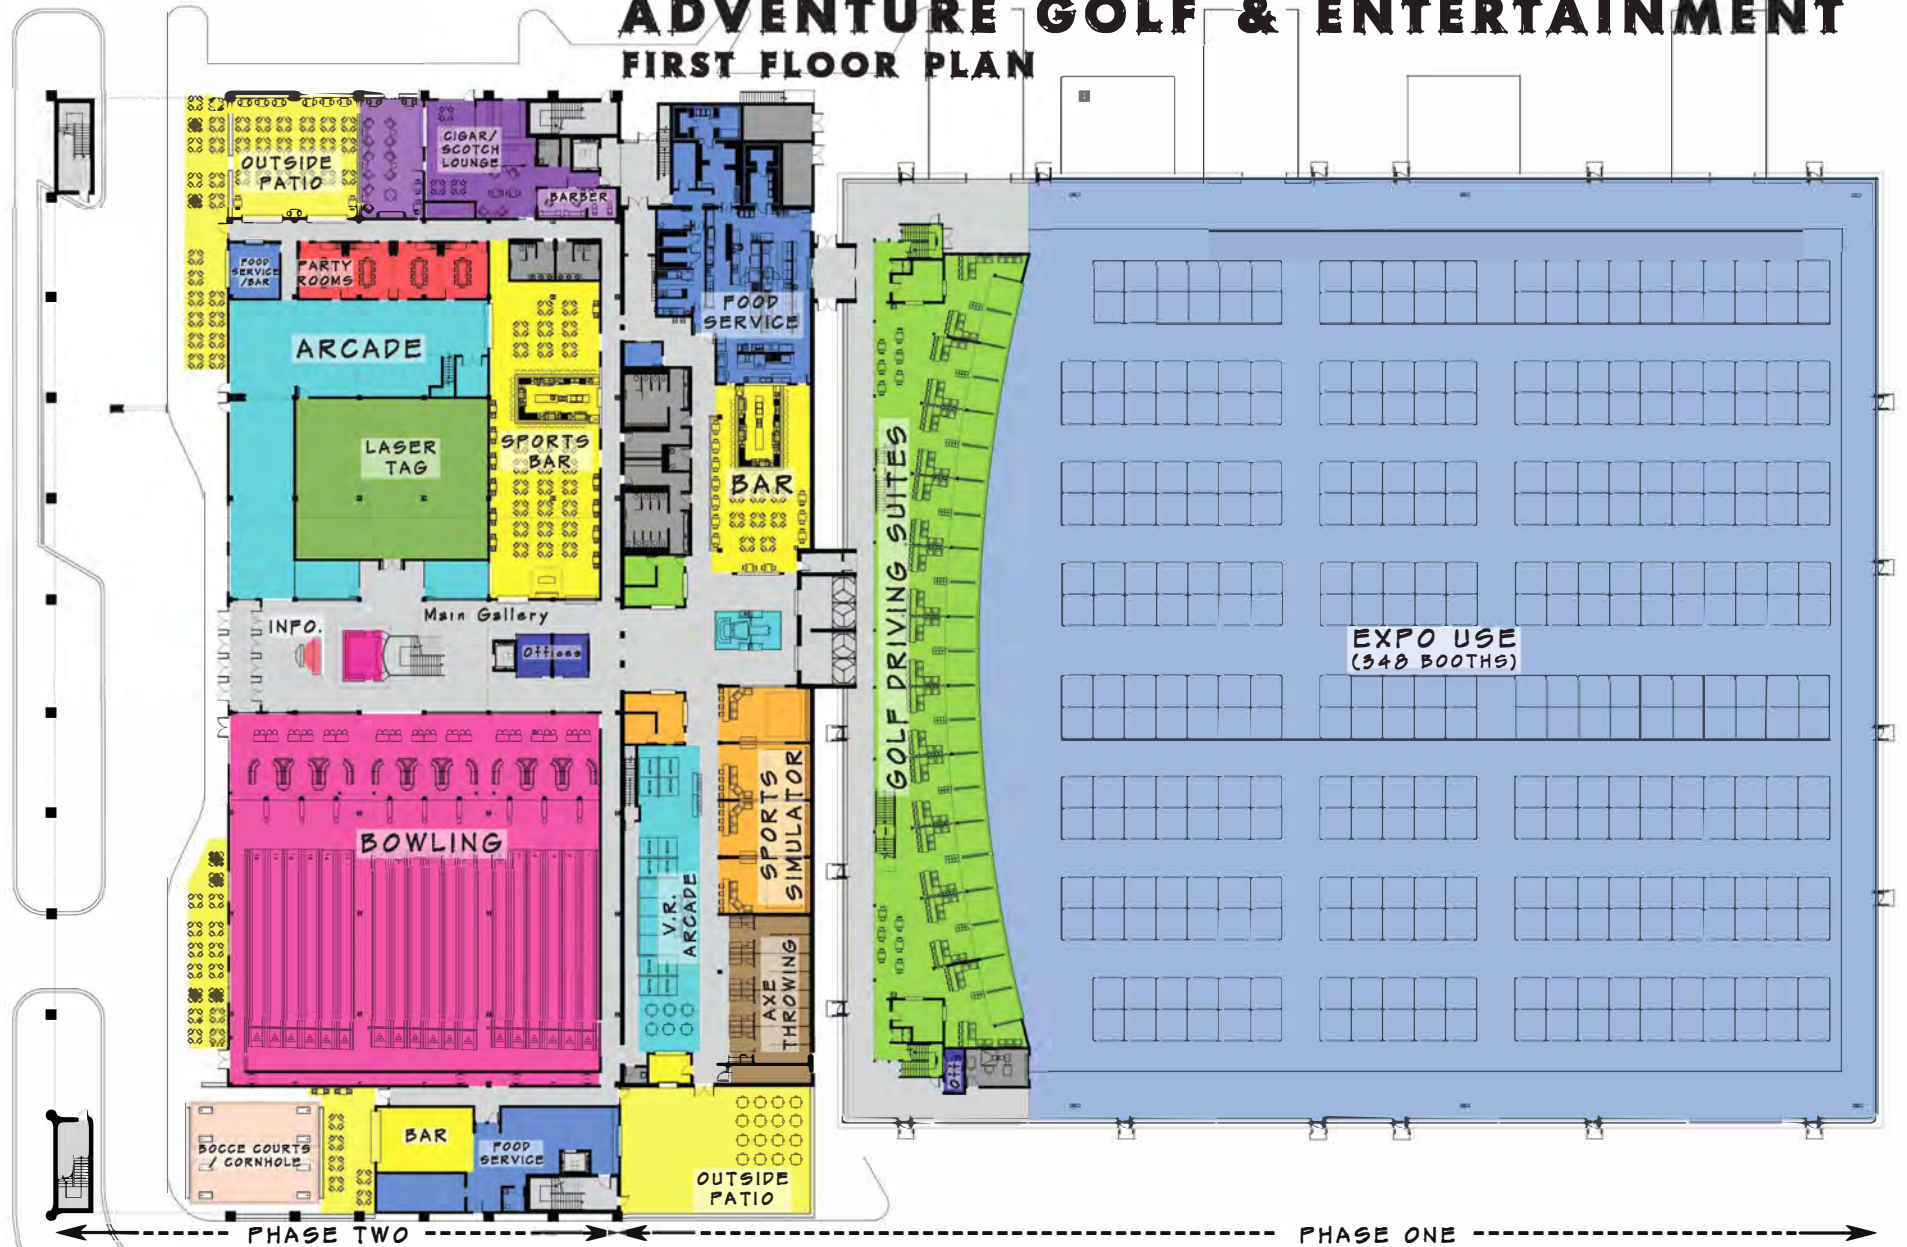 ADVENTURE GOLF & ENTERTAINMENT
FIRST FLOOR PLAN
OUTSIDE
PATIO
CIGAR/
SCOTCH
LOUNGE
BARBER
FOOD
SERVICE
/BAR
PARTY
ROOMS
FOOD
SERVICE
ARCADE
LASER
TAG
SPORTS
BAR
BAR
GOLF DRIVING SUITES
EXPO USE
(348 BOOTHS)
Main Gallery
INFO.
Offices
BOWLING
SPORTS
SIMULATOR
V.R.
ARCADE
AXE
THROWING
Off
BOCCE COURTS
/ CORNHOLE
BAR
FOOD
SERVICE
OUTSIDE
PATIO
PHASE TWO
PHASE ONE